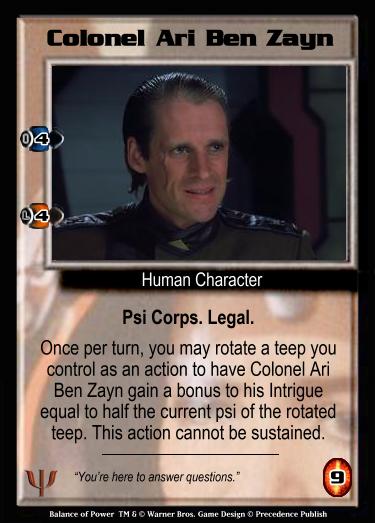 Colonel Ari Ben Zayn
4
4
Human Character
Psi Corps. Legal.
Once per turn, you may rotate a teep you
control as an action to have Colonel Ari
Ben Zayn gain a bonus to his Intrigue
equal to half the current psi of the rotated
teep. This action cannot be sustained.
"You're here to answer questions."
9
Balance of Power TM & © Warner Bros. Game Design © Precedence Publish